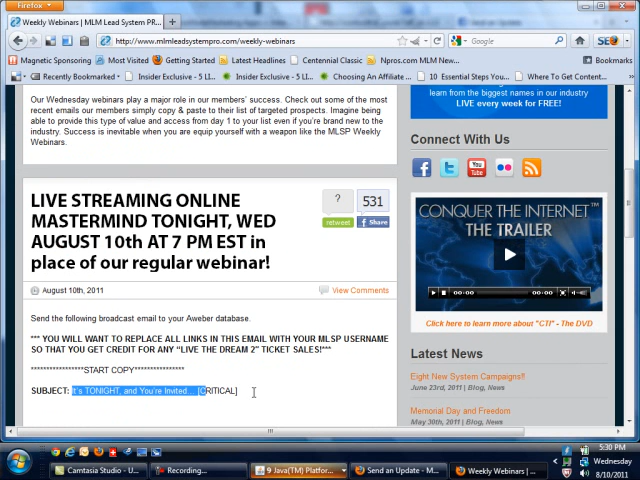 Firefox
Weekly Webinars | MLM Lead System PR...
http://www.mlmleadsystempro.com/weekly-webinars
Google
SEO
Magnetic Sponsoring
Most Visited
Getting Started
Latest Headlines
Centennial Classic
Npros.com MLM New...
Bookmarks
Recently Bookmarked
Insider Exclusive - 5 LI...
Insider Exclusive - 5 LI...
Choosing An Affiliate ...
10 Essential Steps You...
Where To Get Content...
Our Wednesday webinars play a major role in our members' success. Check out some of the most
recent emails our members simply copy & paste to their list of targeted prospects. Imagine being
able to provide this type of value and access from day 1 to your list even if you're brand new to the
industry. Success is inevitable when you are equip yourself with a weapon like the MLSP Weekly
Webinars.
learn from the biggest names in our industry
LIVE every week for FREE!
Connect With Us
You
Tube
LIVE STREAMING ONLINE
MASTERMIND TONIGHT, WED
AUGUST 10th AT 7 PM EST in
place of our regular webinar!
?
retweet
531
Share
CONQUER THE INTERNET™
THE TRAILER
00:00
00:00
Click here to learn more about "CTI" - The DVD
August 10th, 2011
View Comments
Send the following broadcast email to your Aweber database.
*** YOU WILL WANT TO REPLACE ALL LINKS IN THIS EMAIL WITH YOUR MLSP USERNAME
SO THAT YOU GET CREDIT FOR ANY "LIVE THE DREAM 2" TICKET SALES!***
****************START COPY***************
SUBJECT: It's TONIGHT, and You're Invited... [CRITICAL]
Latest News
Eight New System Campaigns!!
June 23rd, 2011 | Blog, News
Memorial Day and Freedom
May 30th, 2011 | Blog, News
Camtasia Studio - U...
Recording...
9 Java(TM) Platfor...
Send an Update - M...
Weekly Webinars | ...
5:30 PM
Wednesday
8/10/2011